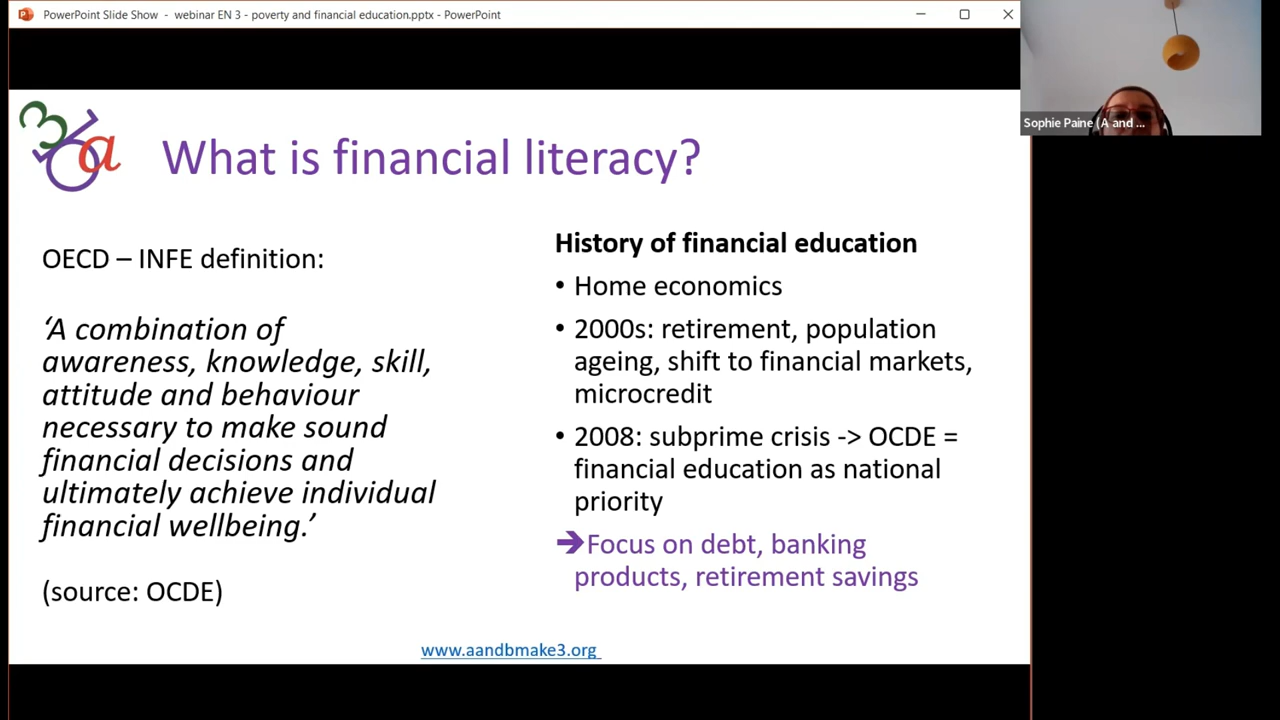 PowerPoint Slide Show - webinar EN 3 - poverty and financial education.pptx - PowerPoint
Sophie Paine (A and ...
36a
What is financial literacy?
OECD – INFE definition:
‘A combination of
awareness, knowledge, skill,
attitude and behaviour
necessary to make sound
financial decisions and
ultimately achieve individual
financial wellbeing.’
(source: OCDE)
History of financial education
• Home economics
• 2000s: retirement, population
ageing, shift to financial markets,
microcredit
• 2008: subprime crisis -> OCDE =
financial education as national
priority
➔Focus on debt, banking
products, retirement savings
www.aandbmake3.org